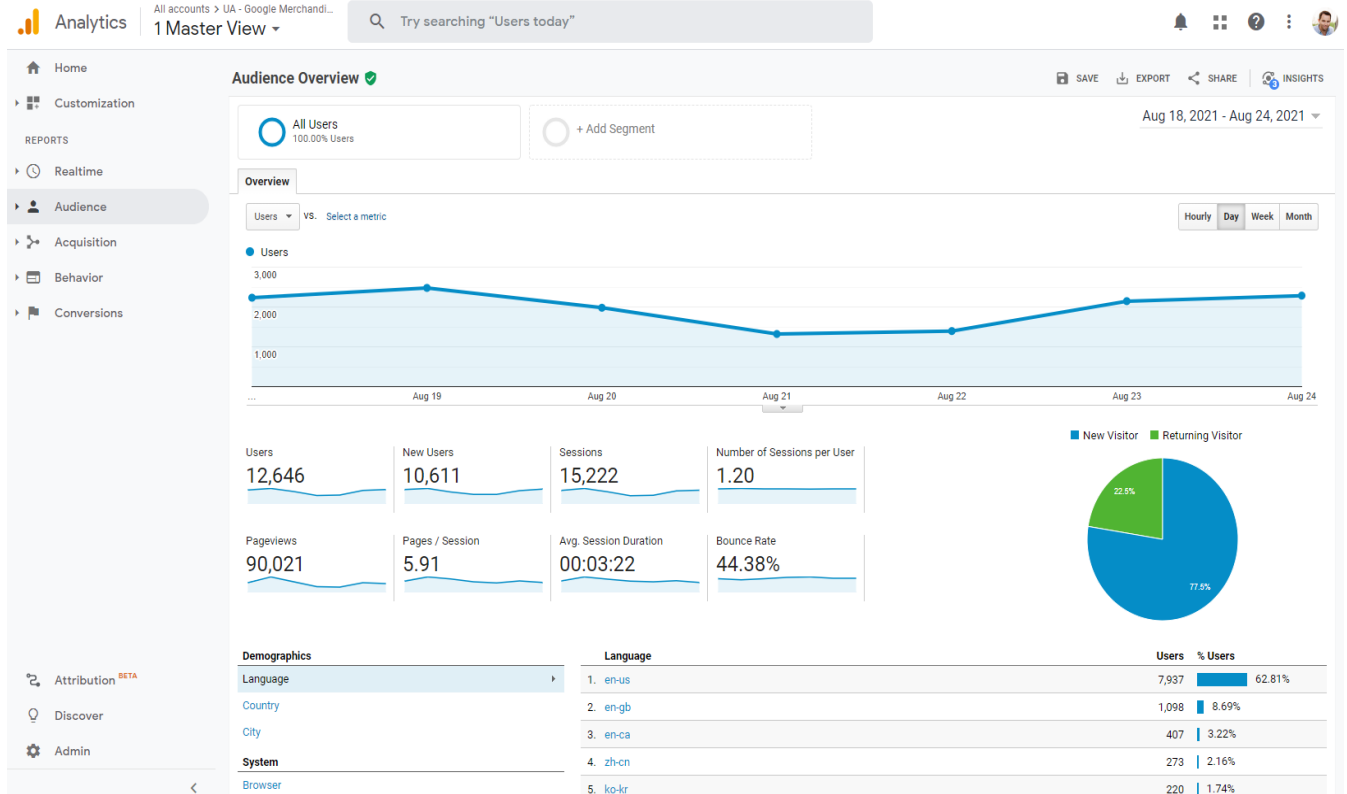 Analytics
All accounts > UA - Google Merchandi...
1 Master View
Try searching “Users today”
Home
Customization
REPORTS
Realtime
Audience
Acquisition
Behavior
Conversions
Attribution BETA
Discover
Admin
Audience Overview
SAVE
EXPORT
SHARE
3
INSIGHTS
All Users
100.00% Users
+ Add Segment
Aug 18, 2021 - Aug 24, 2021
Overview
Users VS. Select a metric
Hourly Day Week Month
Users
3,000
2,000
1,000
... Aug 19 Aug 20 Aug 21 Aug 22 Aug 23 Aug 24
Users
12,646
New Users
10,611
Sessions
15,222
Number of Sessions per User
1.20
Pageviews
90,021
Pages / Session
5.91
Avg. Session Duration
00:03:22
Bounce Rate
44.38%
New Visitor Returning Visitor
22.5%
77.5%
Demographics
Language
Country
City
System
Browser
Language Users % Users
1. en-us 7,937 62.81%
2. en-gb 1,098 8.69%
3. en-ca 407 3.22%
4. zh-cn 273 2.16%
5. ko-kr 220 1.74%